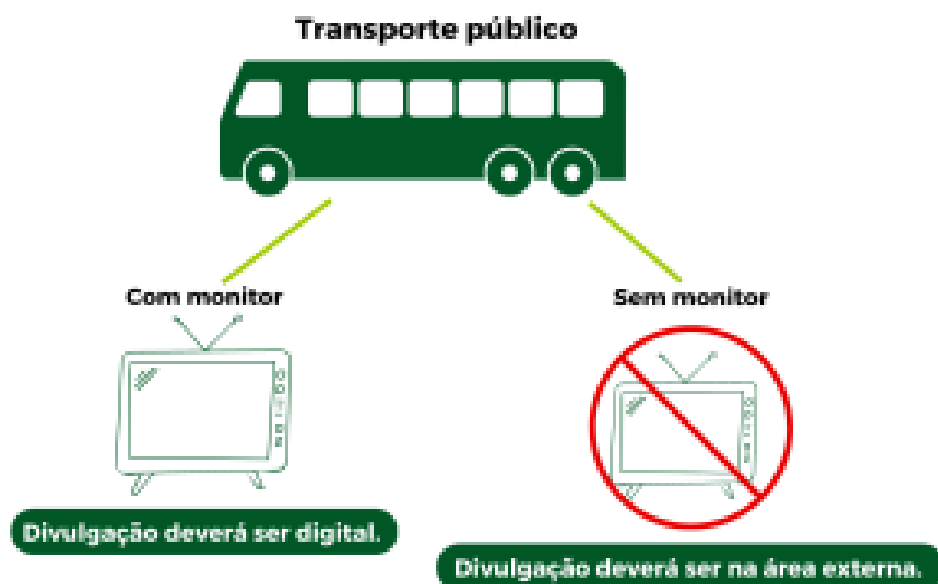 Transporte público
Com monitor
Sem monitor
Divulgação deverá ser digital.
Divulgação deverá ser na área externa.